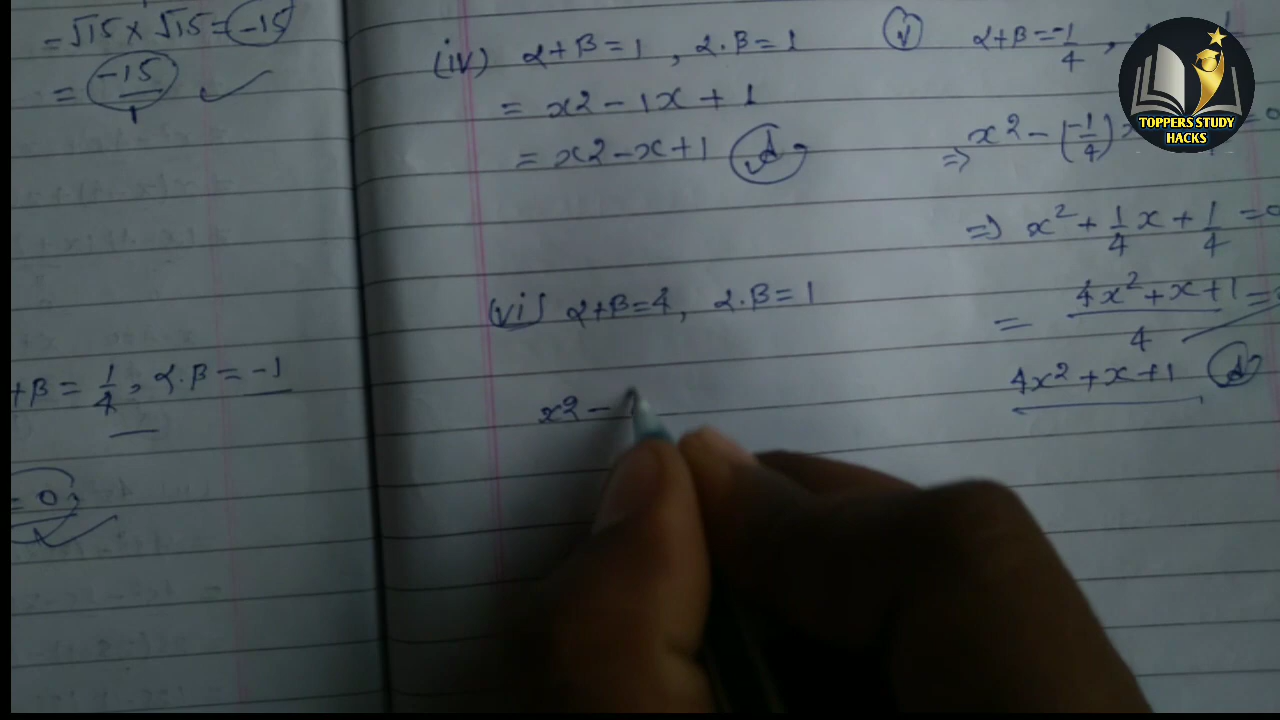 = √15 × √15 = -15
= -15/1
+β = 1/4, α.β = -1
= 0,
(iv) α+β=1, α.β=1
= x2 - 1x + 1
= x2 - x + 1
(vi) α+β=4, α.β=1
x2 -
(v) α+β = -1/4,
=> x² - (-1/4)
=> x² + 1/4 x + 1/4 = 0
= 4x² + x + 1 / 4 =
4x² + x + 1
TOPPERS STUDY
HACKS